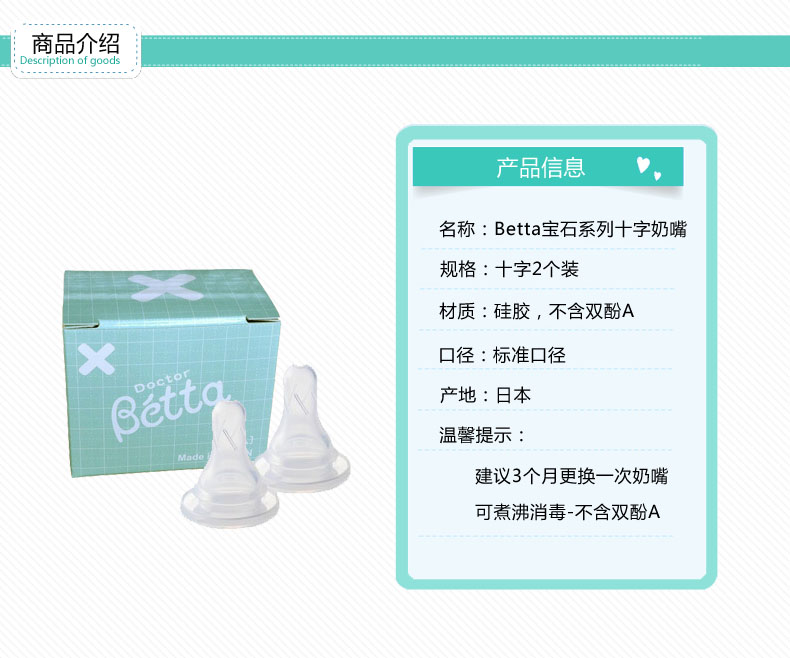 商品介绍
Description of goods
产品信息
名称：Betta宝石系列十字奶嘴
规格：十字2个装
材质：硅胶，不含双酚A
口径：标准口径
产地：日本
温馨提示：
建议3个月更换一次奶嘴
可煮沸消毒-不含双酚A
Doctor
Bétta
Made